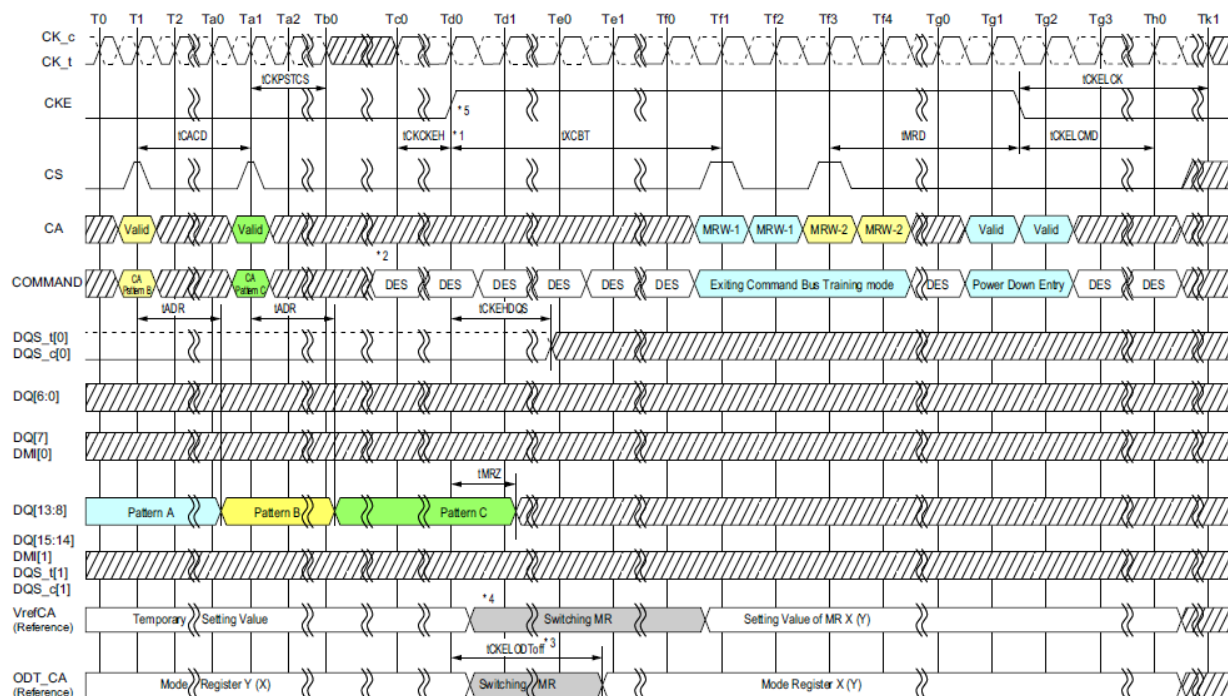 T0 T1 T2 Ta0 Ta1 Ta2 Tb0 Tc0 Td0 Td1 Te0 Te1 Tf0 Tf1 Tf2 Tf3 Tf4 Tg0 Tg1 Tg2 Tg3 Th0 Tk1
CK_c
CK_t
tCKPSTCS tCKELCK
CKE *5
tCACD tCKCKEH *1 tXCBT tMRD tCKELCMD
CS
CA Valid Valid MRW-1 MRW-1 MRW-2 MRW-2 Valid Valid
*2
COMMAND CA Pattern B CA Pattern C DES DES DES DES DES DES Exiting Command Bus Training mode DES Power Down Entry DES DES
tADR tADR tCKEHDQS
DQS_t[0]
DQS_c[0]
DQ[6:0]
DQ[7]
DMI[0]
tMRZ
DQ[13:8] Pattern A Pattern B Pattern C
DQ[15:14]
DMI[1]
DQS_t[1]
DQS_c[1]
*4
VrefCA Temporary Setting Value Switching MR Setting Value of MR X (Y)
(Reference)
tCKELODToff *3
ODT_CA Mode Register Y (X) Switching MR Mode Register X (Y)
(Reference)